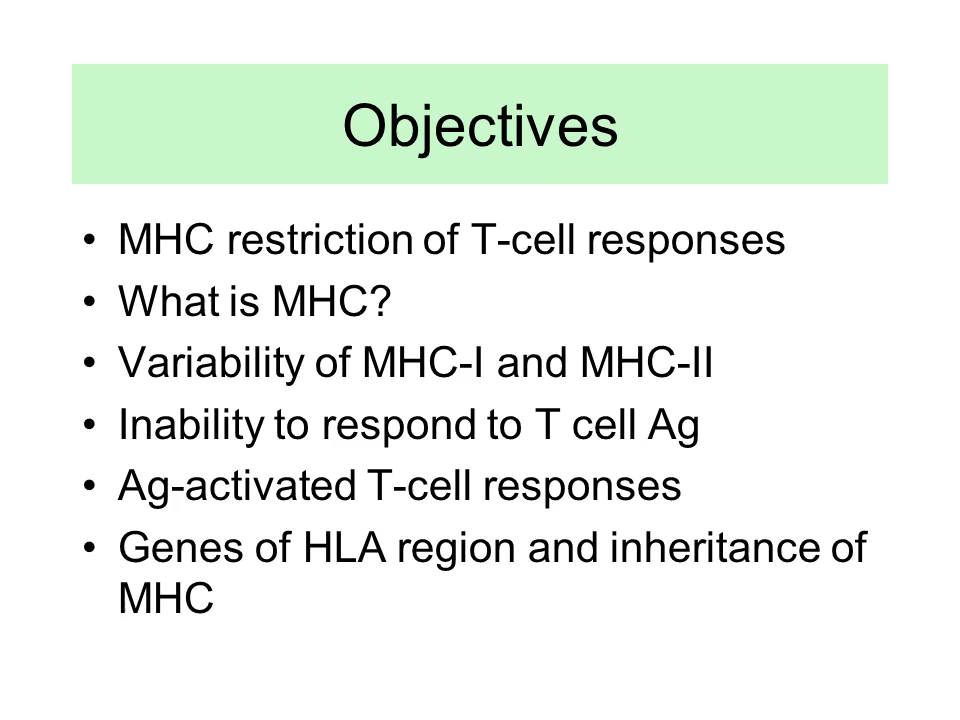 Objectives
• MHC restriction of T-cell responses
• What is MHC?
• Variability of MHC-I and MHC-II
• Inability to respond to T cell Ag
• Ag-activated T-cell responses
• Genes of HLA region and inheritance of
MHC